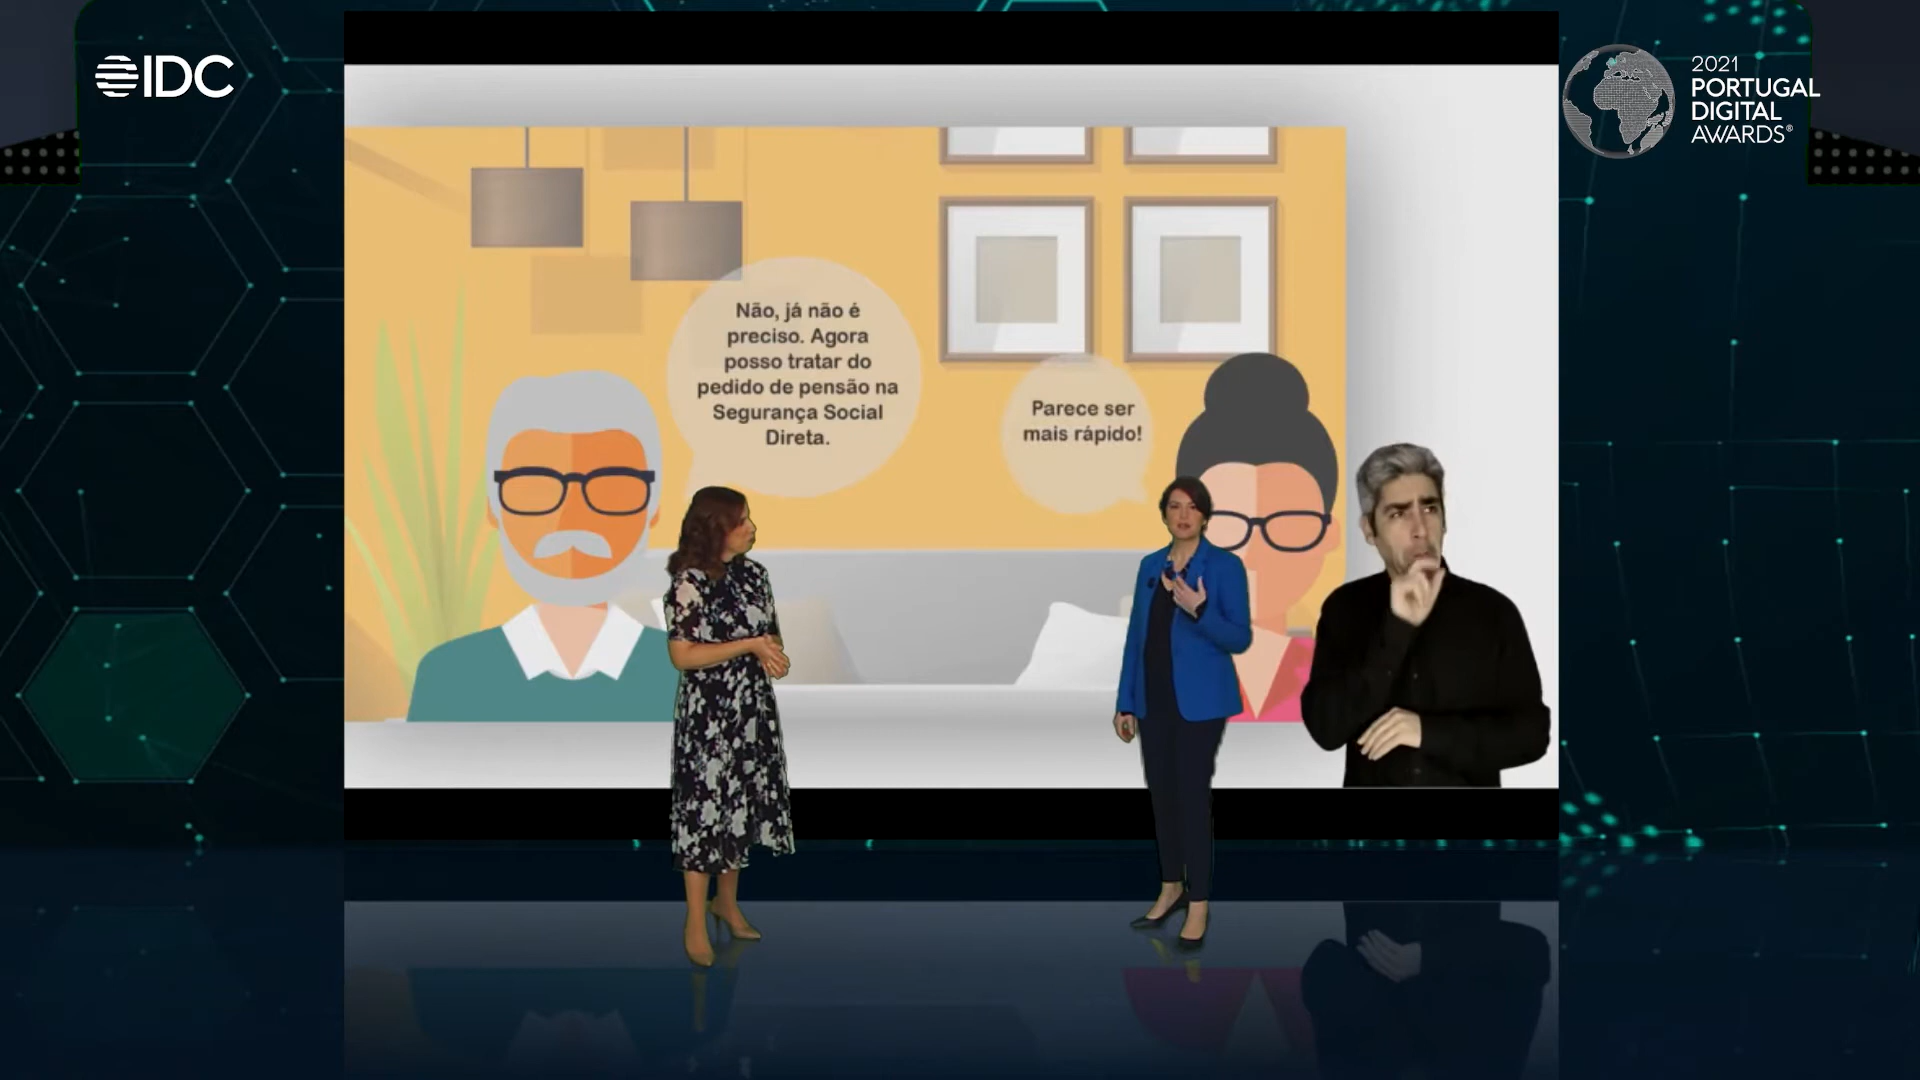 IDC
2021
PORTUGAL
DIGITAL
AWARDS®
Não, já não é
preciso. Agora
posso tratar do
pedido de pensão na
Segurança Social
Direta.
Parece ser
mais rápido!